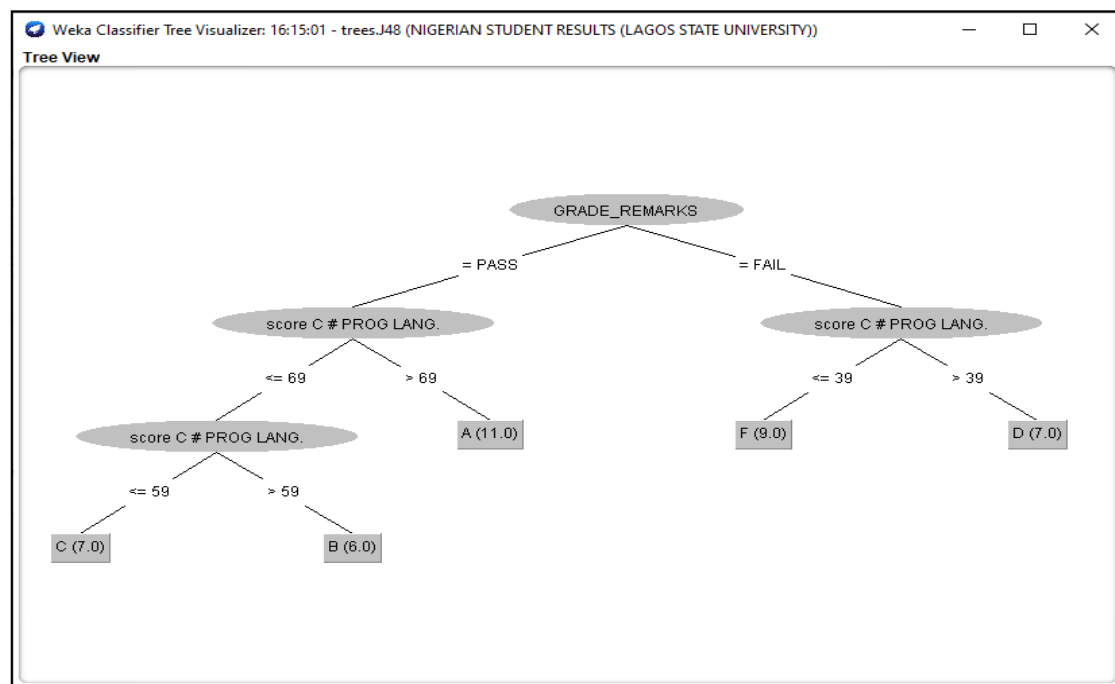 Weka Classifier Tree Visualizer: 16:15:01 - trees.J48 (NIGERIAN STUDENT RESULTS (LAGOS STATE UNIVERSITY))
Tree View
GRADE_REMARKS
= PASS
= FAIL
score C # PROG LANG.
score C # PROG LANG.
<= 69
> 69
<= 39
> 39
score C # PROG LANG.
A (11.0)
F (9.0)
D (7.0)
<= 59
> 59
C (7.0)
B (6.0)